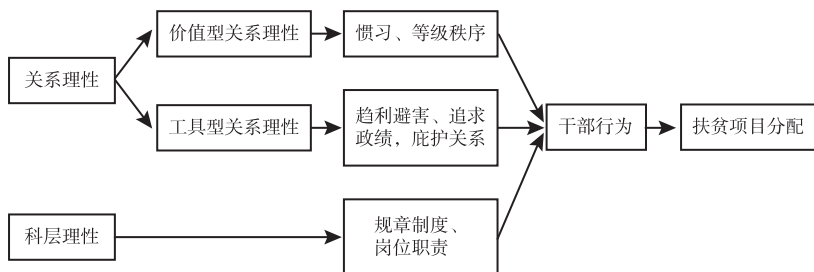 价值型关系理性
惯习、等级秩序
关系理性
工具型关系理性
趋利避害、追求
政绩，庇护关系
干部行为
扶贫项目分配
科层理性
规章制度、
岗位职责